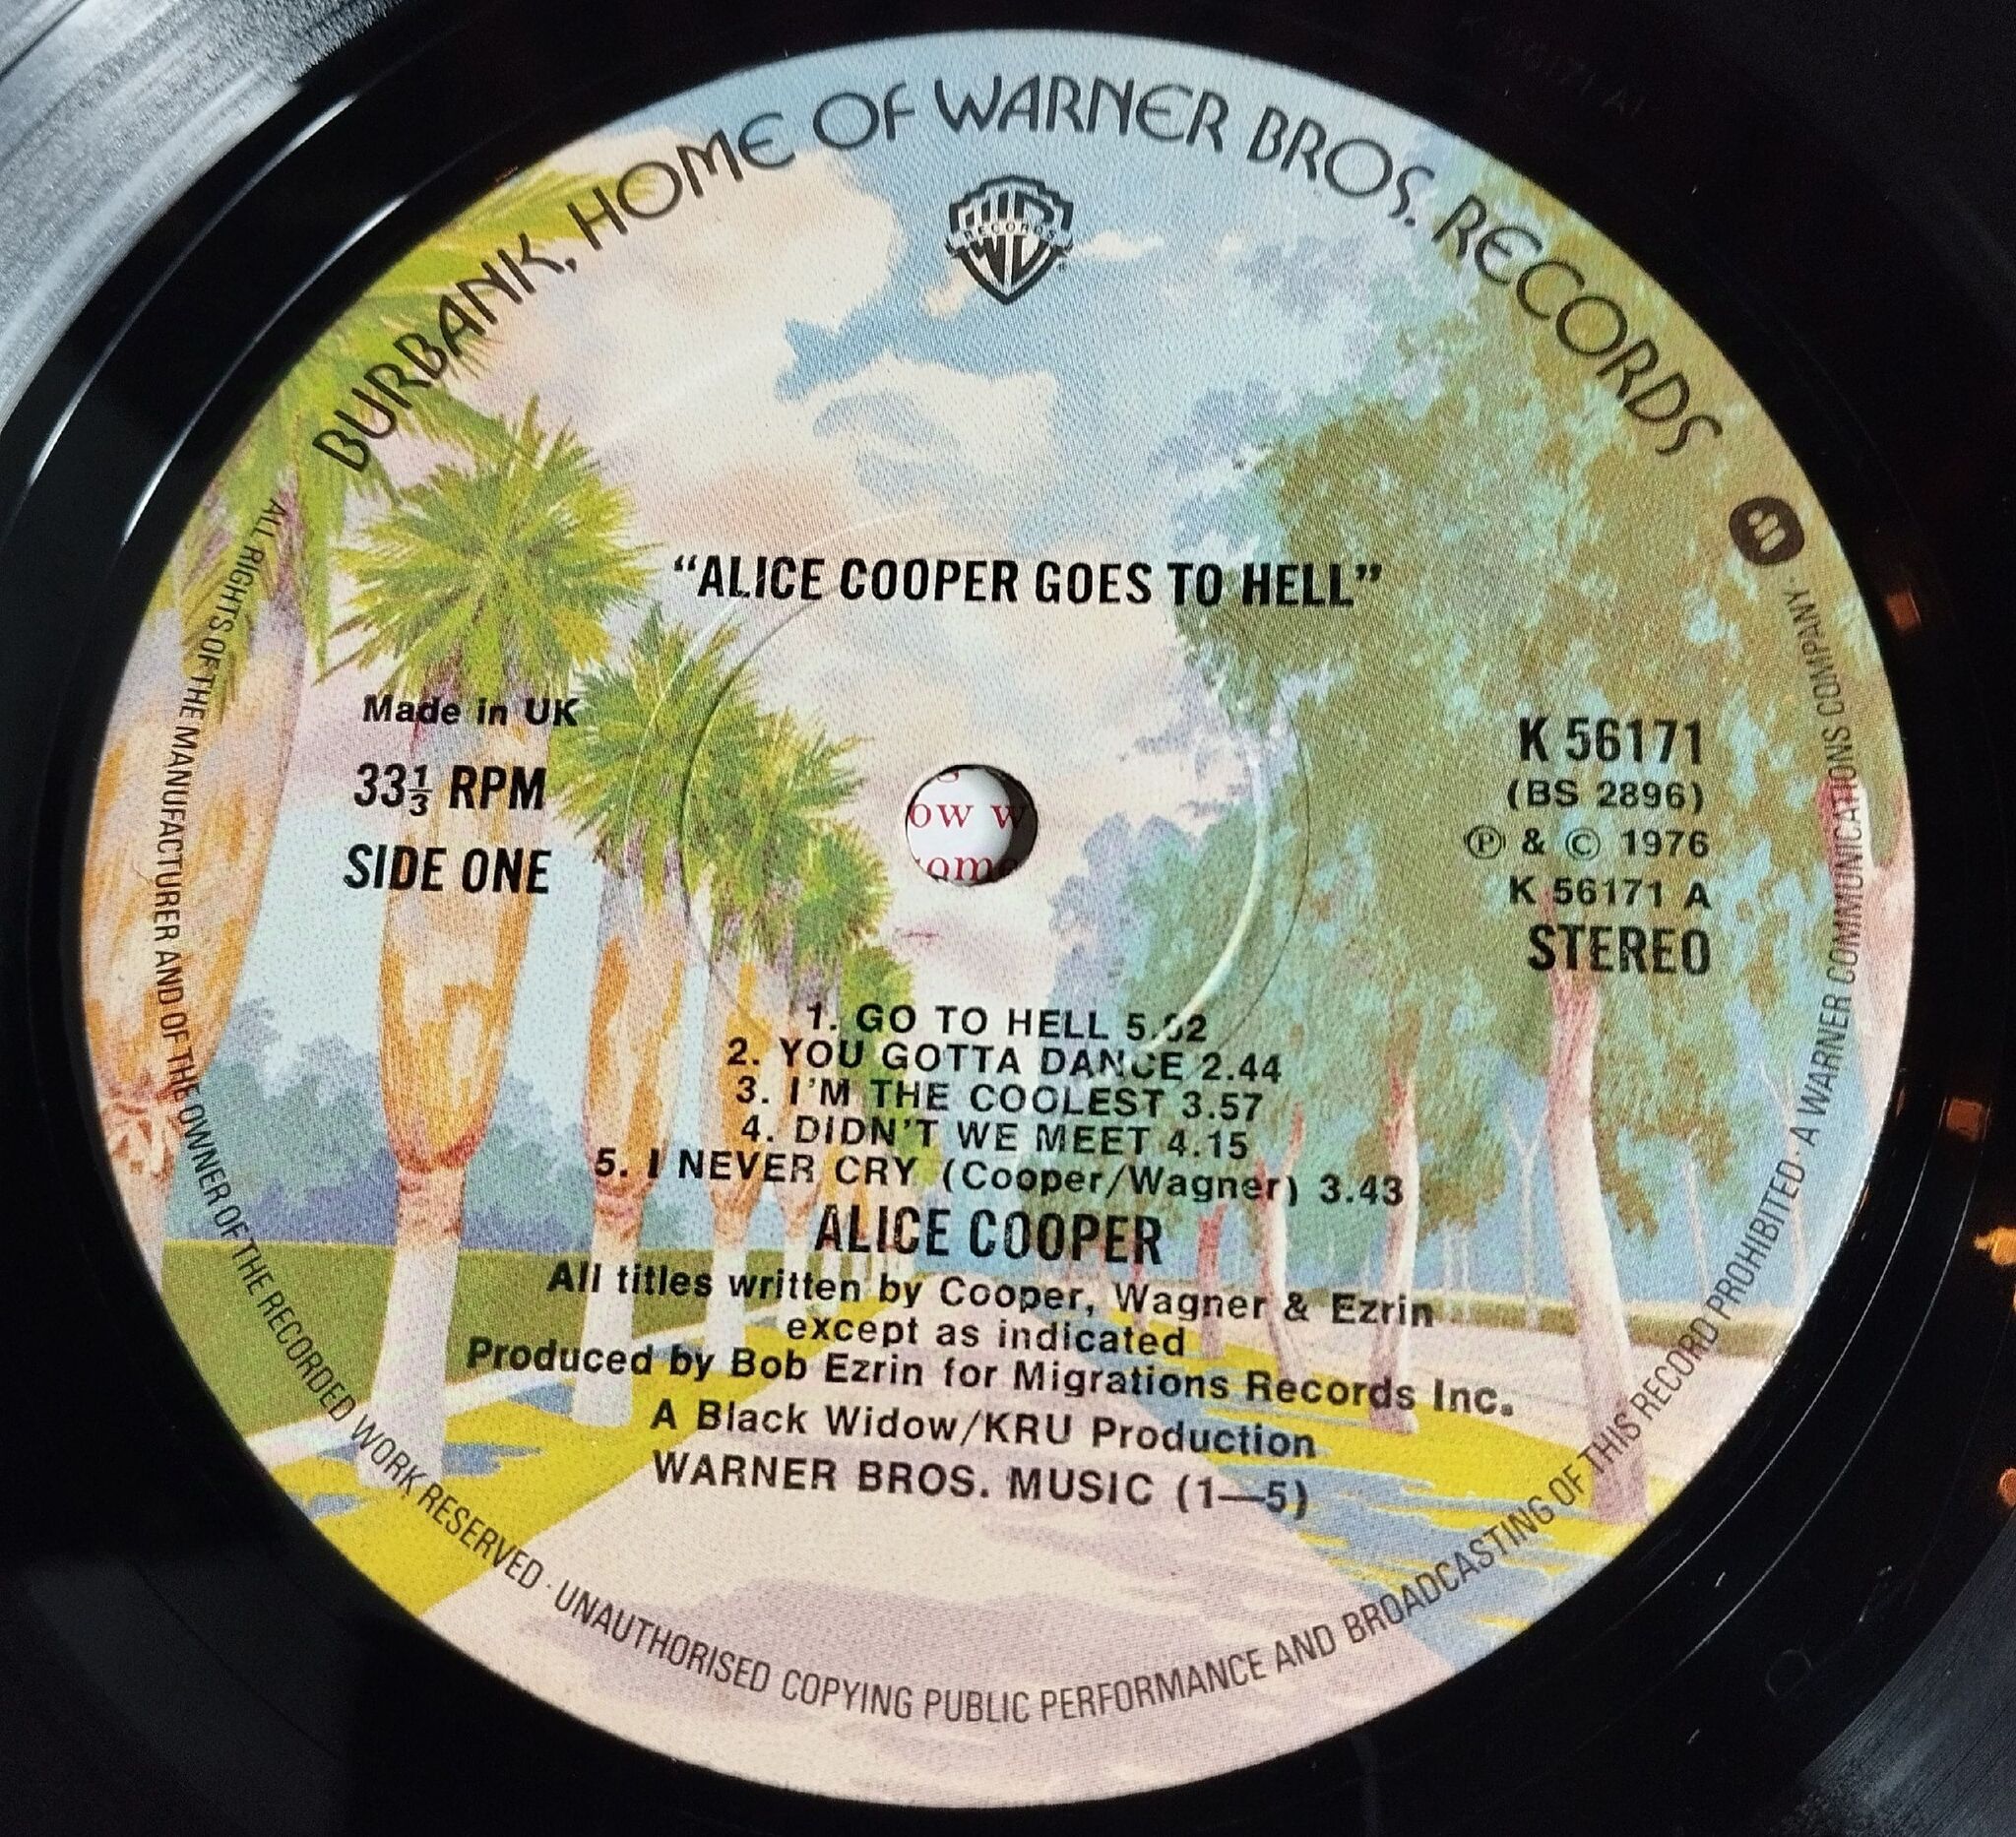 BURBANK, HOME OF WARNER BROS. RECORDS
RECORDS
"ALICE COOPER GOES TO HELL"
Made in UK
33⅓ RPM
SIDE ONE
K 56171
(BS 2896)
Ⓟ & © 1976
K 56171 A
STEREO
ow w
1. GO TO HELL
2. YOU GOTTA DANCE 2.44
3. I'M THE COOLEST 3.57
4. DIDN'T WE MEET 4.15
5. I NEVER CRY (Cooper/Wagner) 3.43
ALICE COOPER
All titles written by Cooper, Wagner & Ezrin
except as indicated
Produced by Bob Ezrin for Migrations Records Inc.
A Black Widow/KRU Production
WARNER BROS. MUSIC (1—5)
ALL RIGHTS OF THE MANUFACTURER AND OF THE OWNER OF THE RECORDED WORK RESERVED · UNAUTHORISED COPYING PUBLIC PERFORMANCE AND BROADCASTING OF THIS RECORD PROHIBITED · A WARNER COMMUNICATIONS COMPANY ·